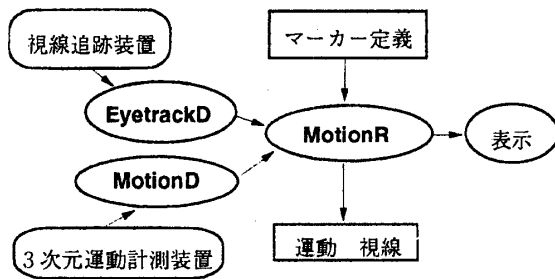 視線追跡装置
マーカー定義
EyetrackD
MotionR
表示
MotionD
3次元運動計測装置
運動 視線